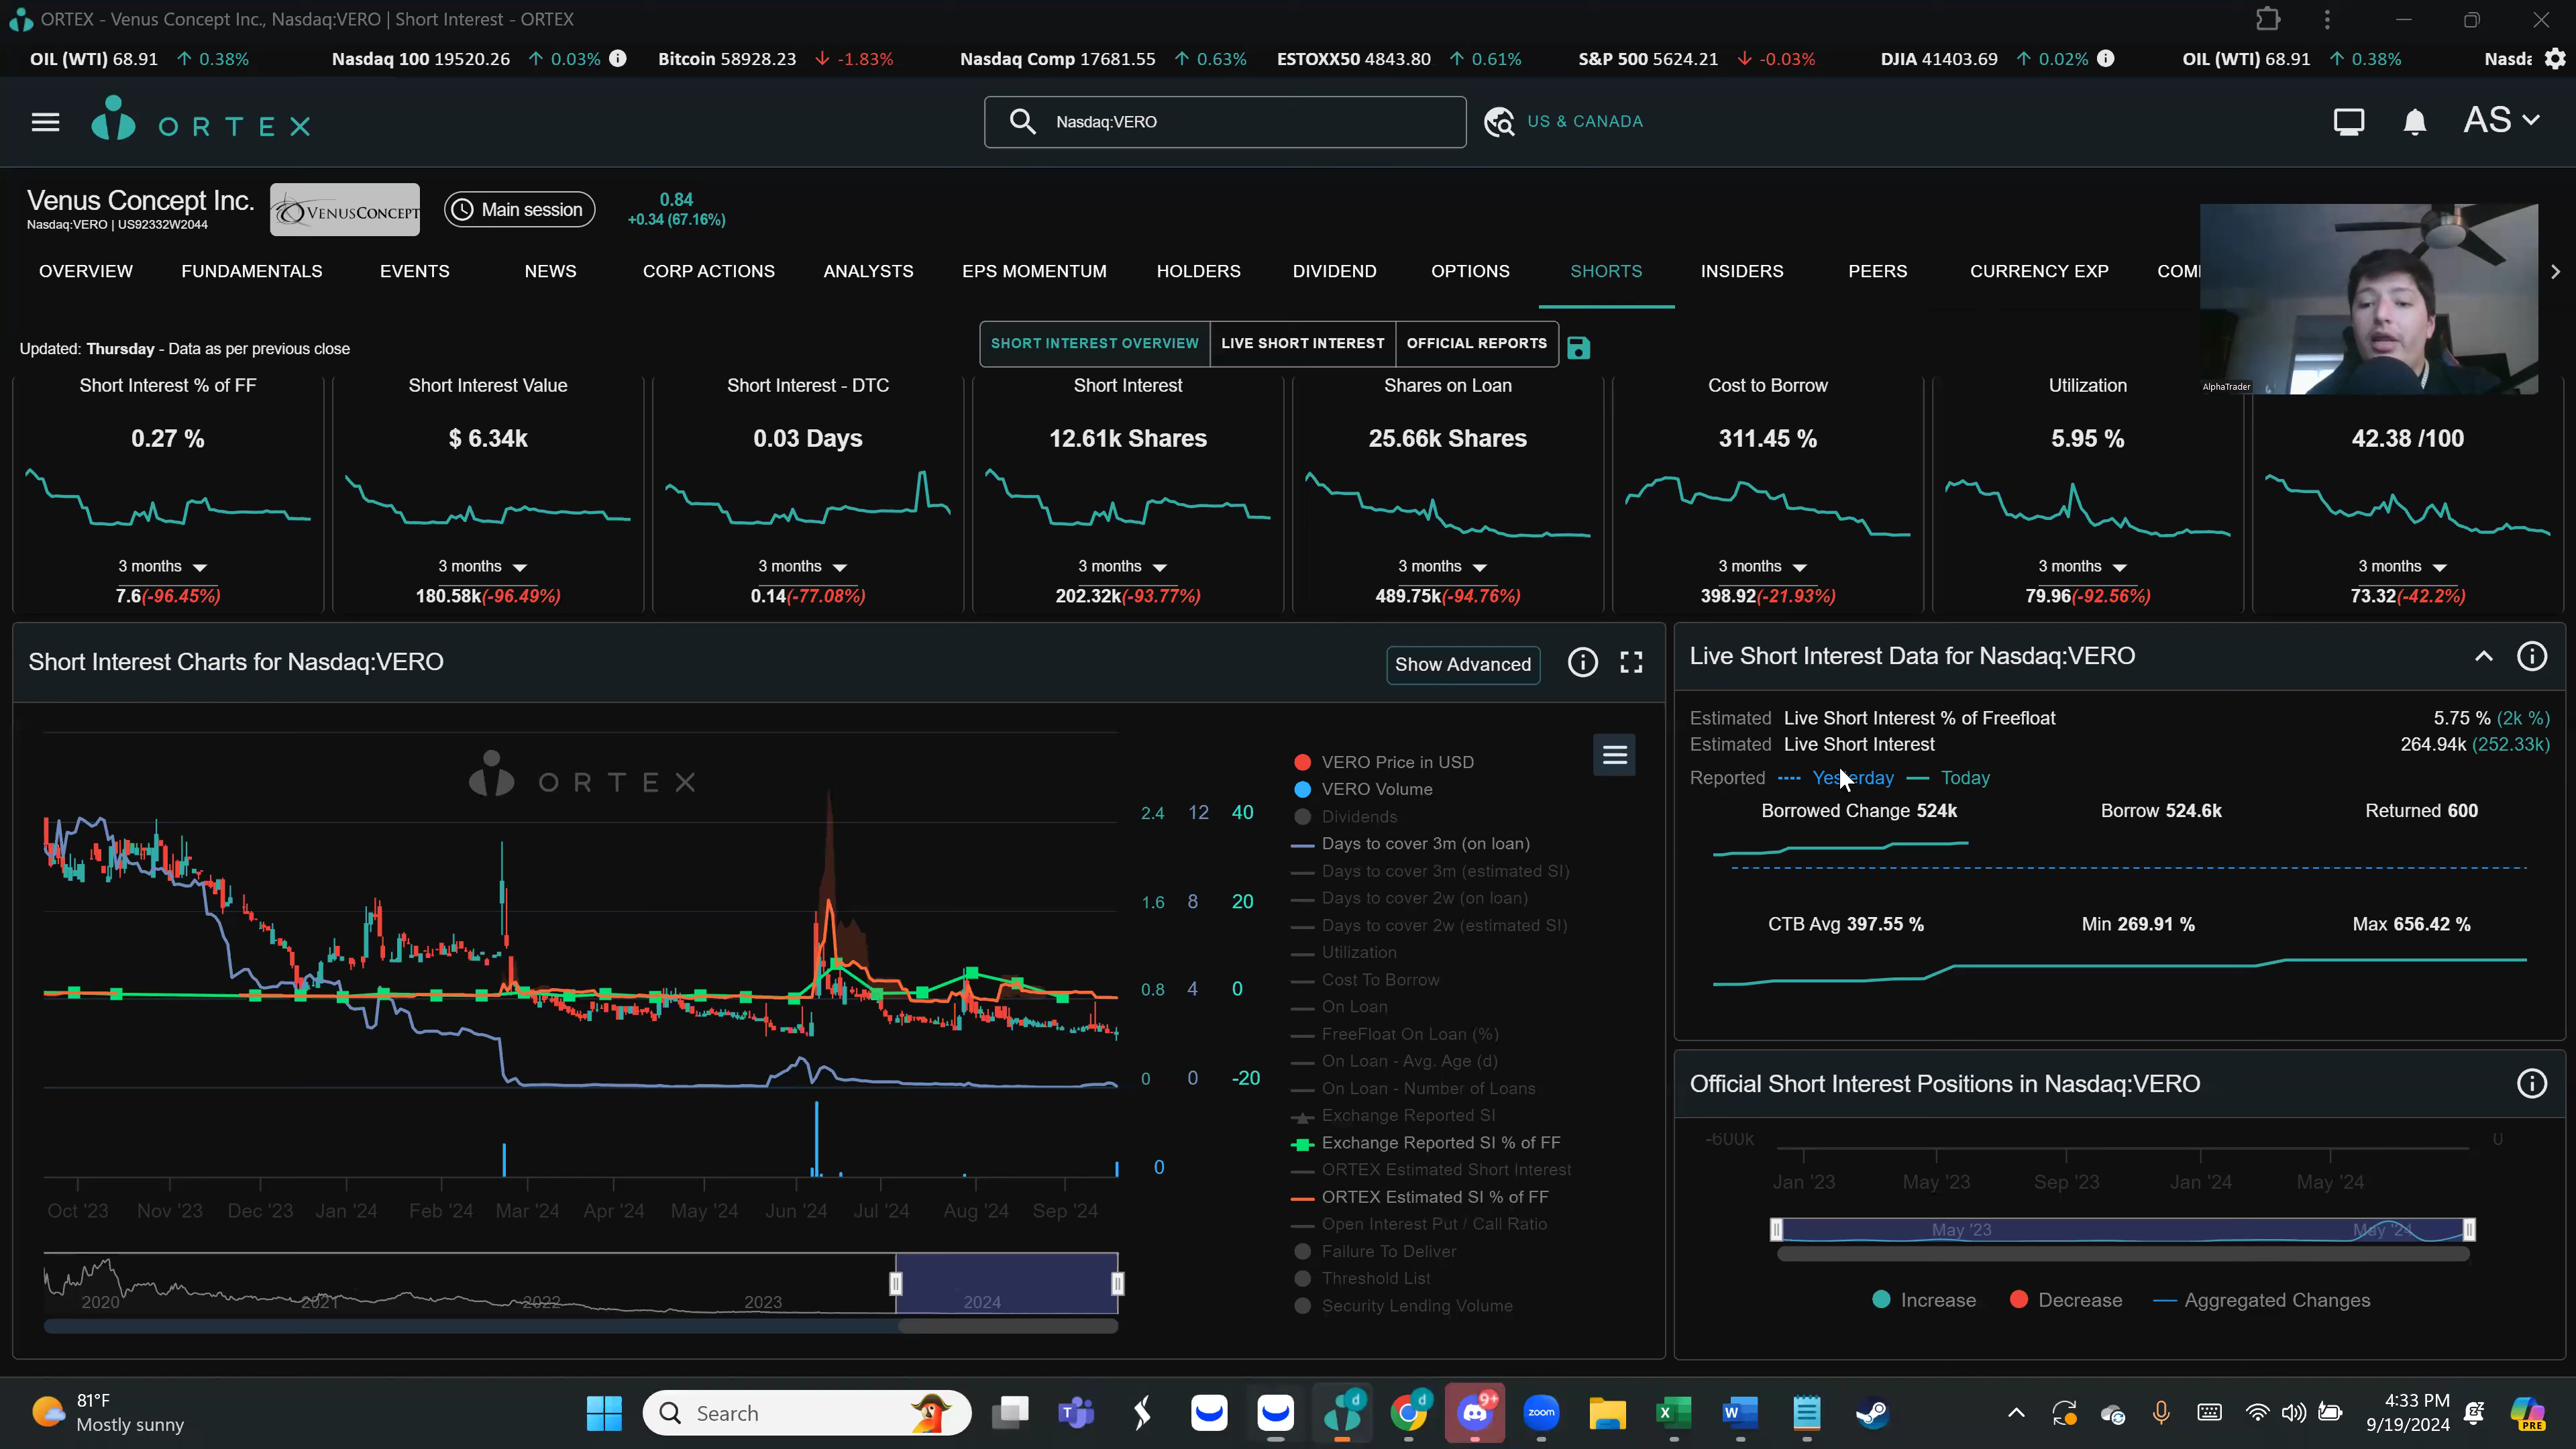 ORTEX - Venus Concept Inc., Nasdaq:VERO | Short Interest - ORTEX
OIL (WTI) 68.91 ↑ 0.38% Nasdaq 100 19520.26 ↑ 0.03% Bitcoin 58928.23 ↓ -1.83% Nasdaq Comp 17681.55 ↑ 0.63% ESTOXX50 4843.80 ↑ 0.61% S&P 500 5624.21 ↓ -0.03% DJIA 41403.69 ↑ 0.02% OIL (WTI) 68.91 ↑ 0.38% Nasda
ORTEX Nasdaq:VERO US & CANADA AS
Venus Concept Inc. VENUSCONCEPT Main session 0.84
Nasdaq:VERO | US92332W2044 +0.34 (67.16%)
OVERVIEW FUNDAMENTALS EVENTS NEWS CORP ACTIONS ANALYSTS EPS MOMENTUM HOLDERS DIVIDEND OPTIONS SHORTS INSIDERS PEERS CURRENCY EXP COM
Updated: Thursday - Data as per previous close SHORT INTEREST OVERVIEW LIVE SHORT INTEREST OFFICIAL REPORTS
AlphaTrader
Short Interest % of FF Short Interest Value Short Interest - DTC Short Interest Shares on Loan Cost to Borrow Utilization
0.27 % $ 6.34k 0.03 Days 12.61k Shares 25.66k Shares 311.45 % 5.95 % 42.38 /100
3 months 3 months 3 months 3 months 3 months 3 months 3 months 3 months
7.6(-96.45%) 180.58k(-96.49%) 0.14(-77.08%) 202.32k(-93.77%) 489.75k(-94.76%) 398.92(-21.93%) 79.96(-92.56%) 73.32(-42.2%)
Short Interest Charts for Nasdaq:VERO Show Advanced
ORTEX
2.4 12 40
1.6 8 20
0.8 4 0
0 0 -20
0
Oct '23 Nov '23 Dec '23 Jan '24 Feb '24 Mar '24 Apr '24 May '24 Jun '24 Jul '24 Aug '24 Sep '24
2020 2021 2022 2023 2024
VERO Price in USD
VERO Volume
Dividends
Days to cover 3m (on loan)
Days to cover 3m (estimated SI)
Days to cover 2w (on loan)
Days to cover 2w (estimated SI)
Utilization
Cost To Borrow
On Loan
FreeFloat On Loan (%)
On Loan - Avg. Age (d)
On Loan - Number of Loans
Exchange Reported SI
Exchange Reported SI % of FF
ORTEX Estimated Short Interest
ORTEX Estimated SI % of FF
Open Interest Put / Call Ratio
Failure To Deliver
Threshold List
Security Lending Volume
Live Short Interest Data for Nasdaq:VERO
Estimated Live Short Interest % of Freefloat 5.75 % (2k %)
Estimated Live Short Interest 264.94k (252.33k)
Reported Yesterday Today
Borrowed Change 524k Borrow 524.6k Returned 600
CTB Avg 397.55 % Min 269.91 % Max 656.42 %
Official Short Interest Positions in Nasdaq:VERO
-600k 0
Jan '23 May '23 Sep '23 Jan '24 May '24
May '23 May '24
Increase Decrease Aggregated Changes
81°F
Mostly sunny
Search
9+
zoom
4:33 PM
9/19/2024
PRE